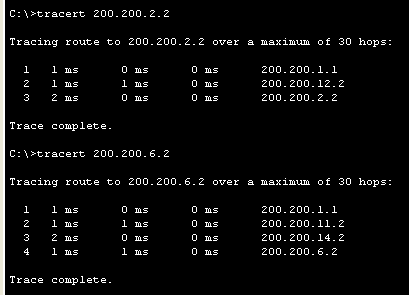 C:\>tracert 200.200.2.2
Tracing route to 200.200.2.2 over a maximum of 30 hops:
1 1 ms 0 ms 0 ms 200.200.1.1
2 1 ms 1 ms 0 ms 200.200.12.2
3 2 ms 0 ms 0 ms 200.200.2.2
Trace complete.
C:\>tracert 200.200.6.2
Tracing route to 200.200.6.2 over a maximum of 30 hops:
1 1 ms 0 ms 0 ms 200.200.1.1
2 1 ms 1 ms 0 ms 200.200.11.2
3 2 ms 0 ms 0 ms 200.200.14.2
4 1 ms 1 ms 0 ms 200.200.6.2
Trace complete.